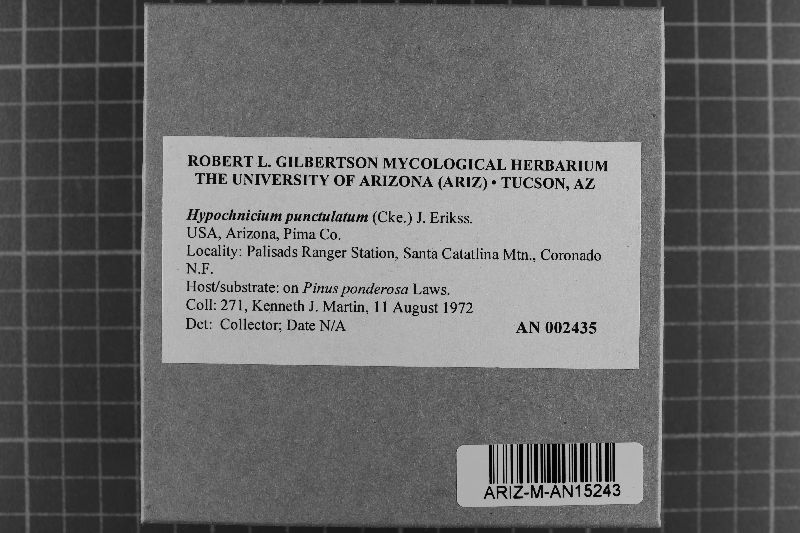 ROBERT L. GILBERTSON MYCOLOGICAL HERBARIUM
THE UNIVERSITY OF ARIZONA (ARIZ) • TUCSON, AZ
Hypochnicium punctulatum (Cke.) J. Erikss.
USA, Arizona, Pima Co.
Locality: Palisads Ranger Station, Santa Catatlina Mtn., Coronado
N.F.
Host/substrate: on Pinus ponderosa Laws.
Coll: 271, Kenneth J. Martin, 11 August 1972
Det: Collector; Date N/A
AN 002435
ARIZ-M-AN15243